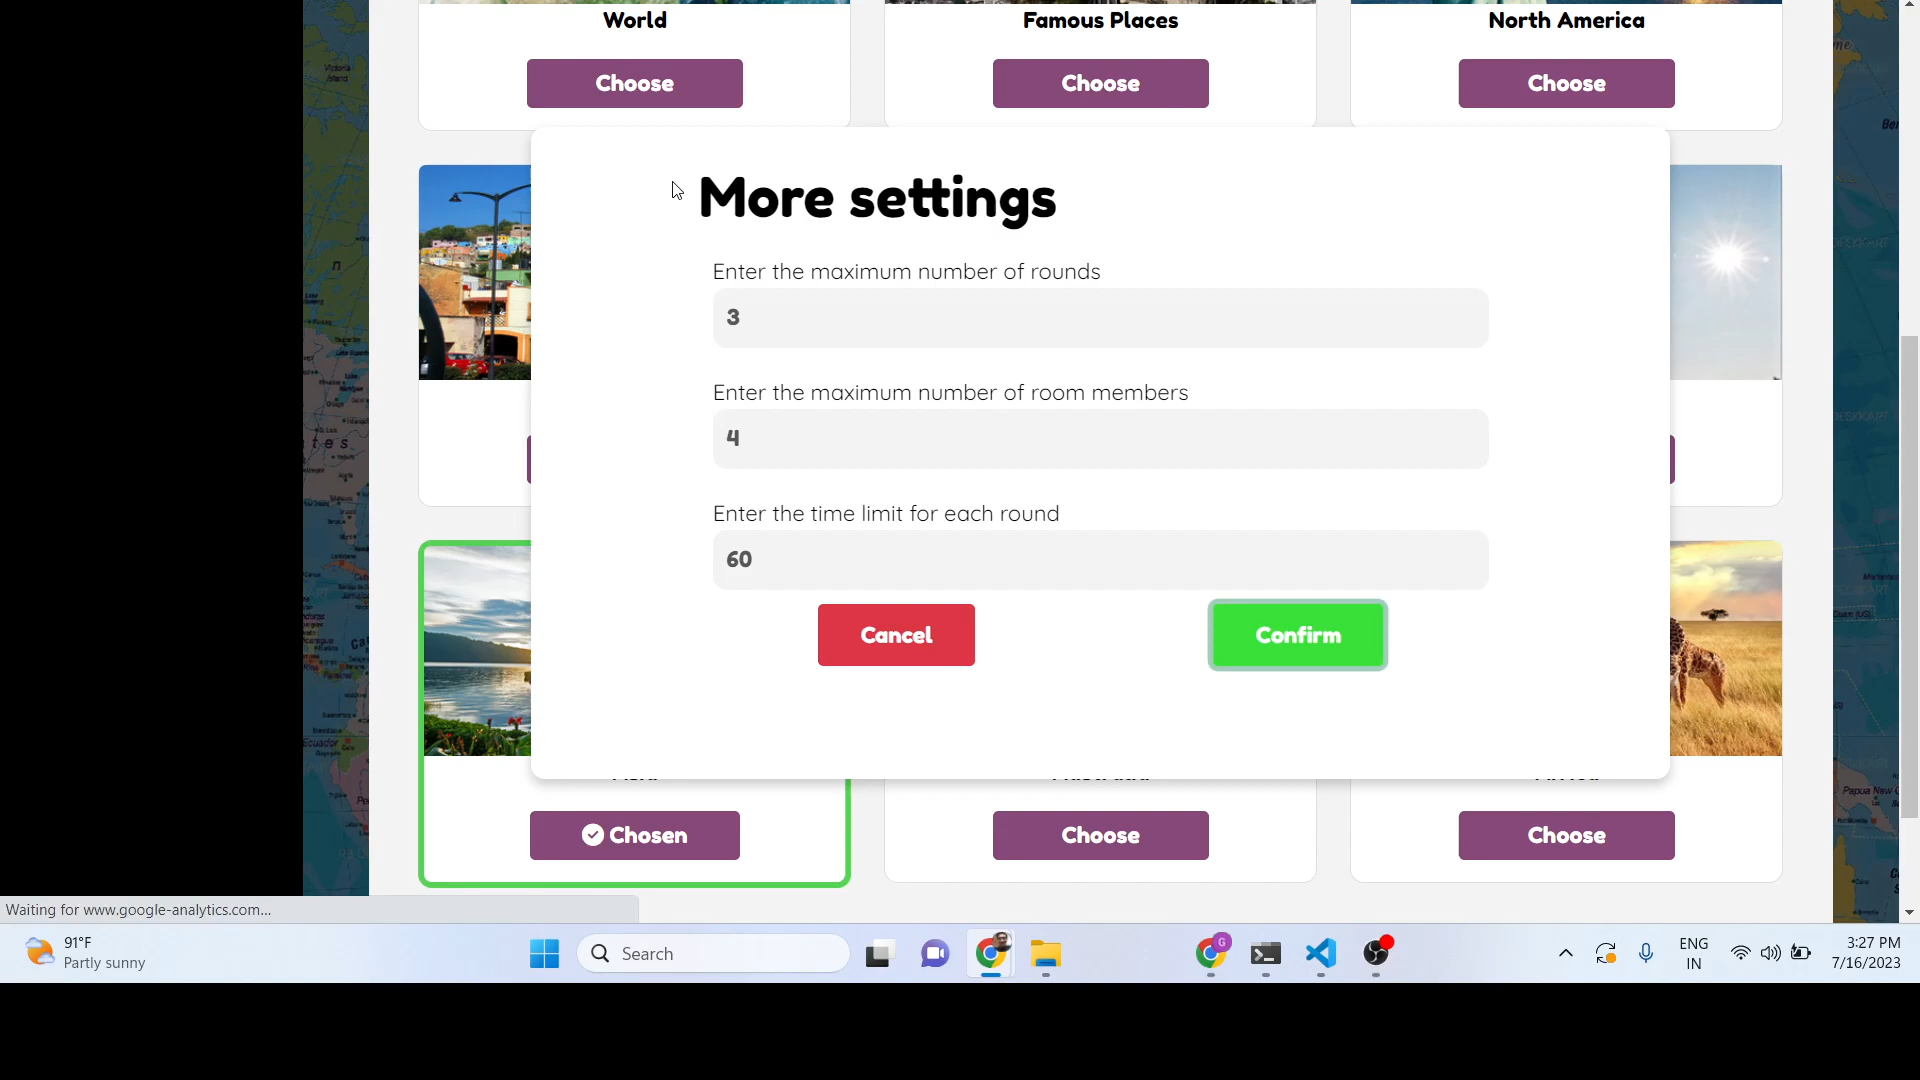 World
Famous Places
North America
Choose
Choose
Choose
More settings
Enter the maximum number of rounds
3
Enter the maximum number of room members
4
Enter the time limit for each round
60
Cancel
Confirm
Chosen
Choose
Choose
Waiting for www.google-analytics.com...
91°F
Partly sunny
Search
G
ENG
IN
3:27 PM
7/16/2023